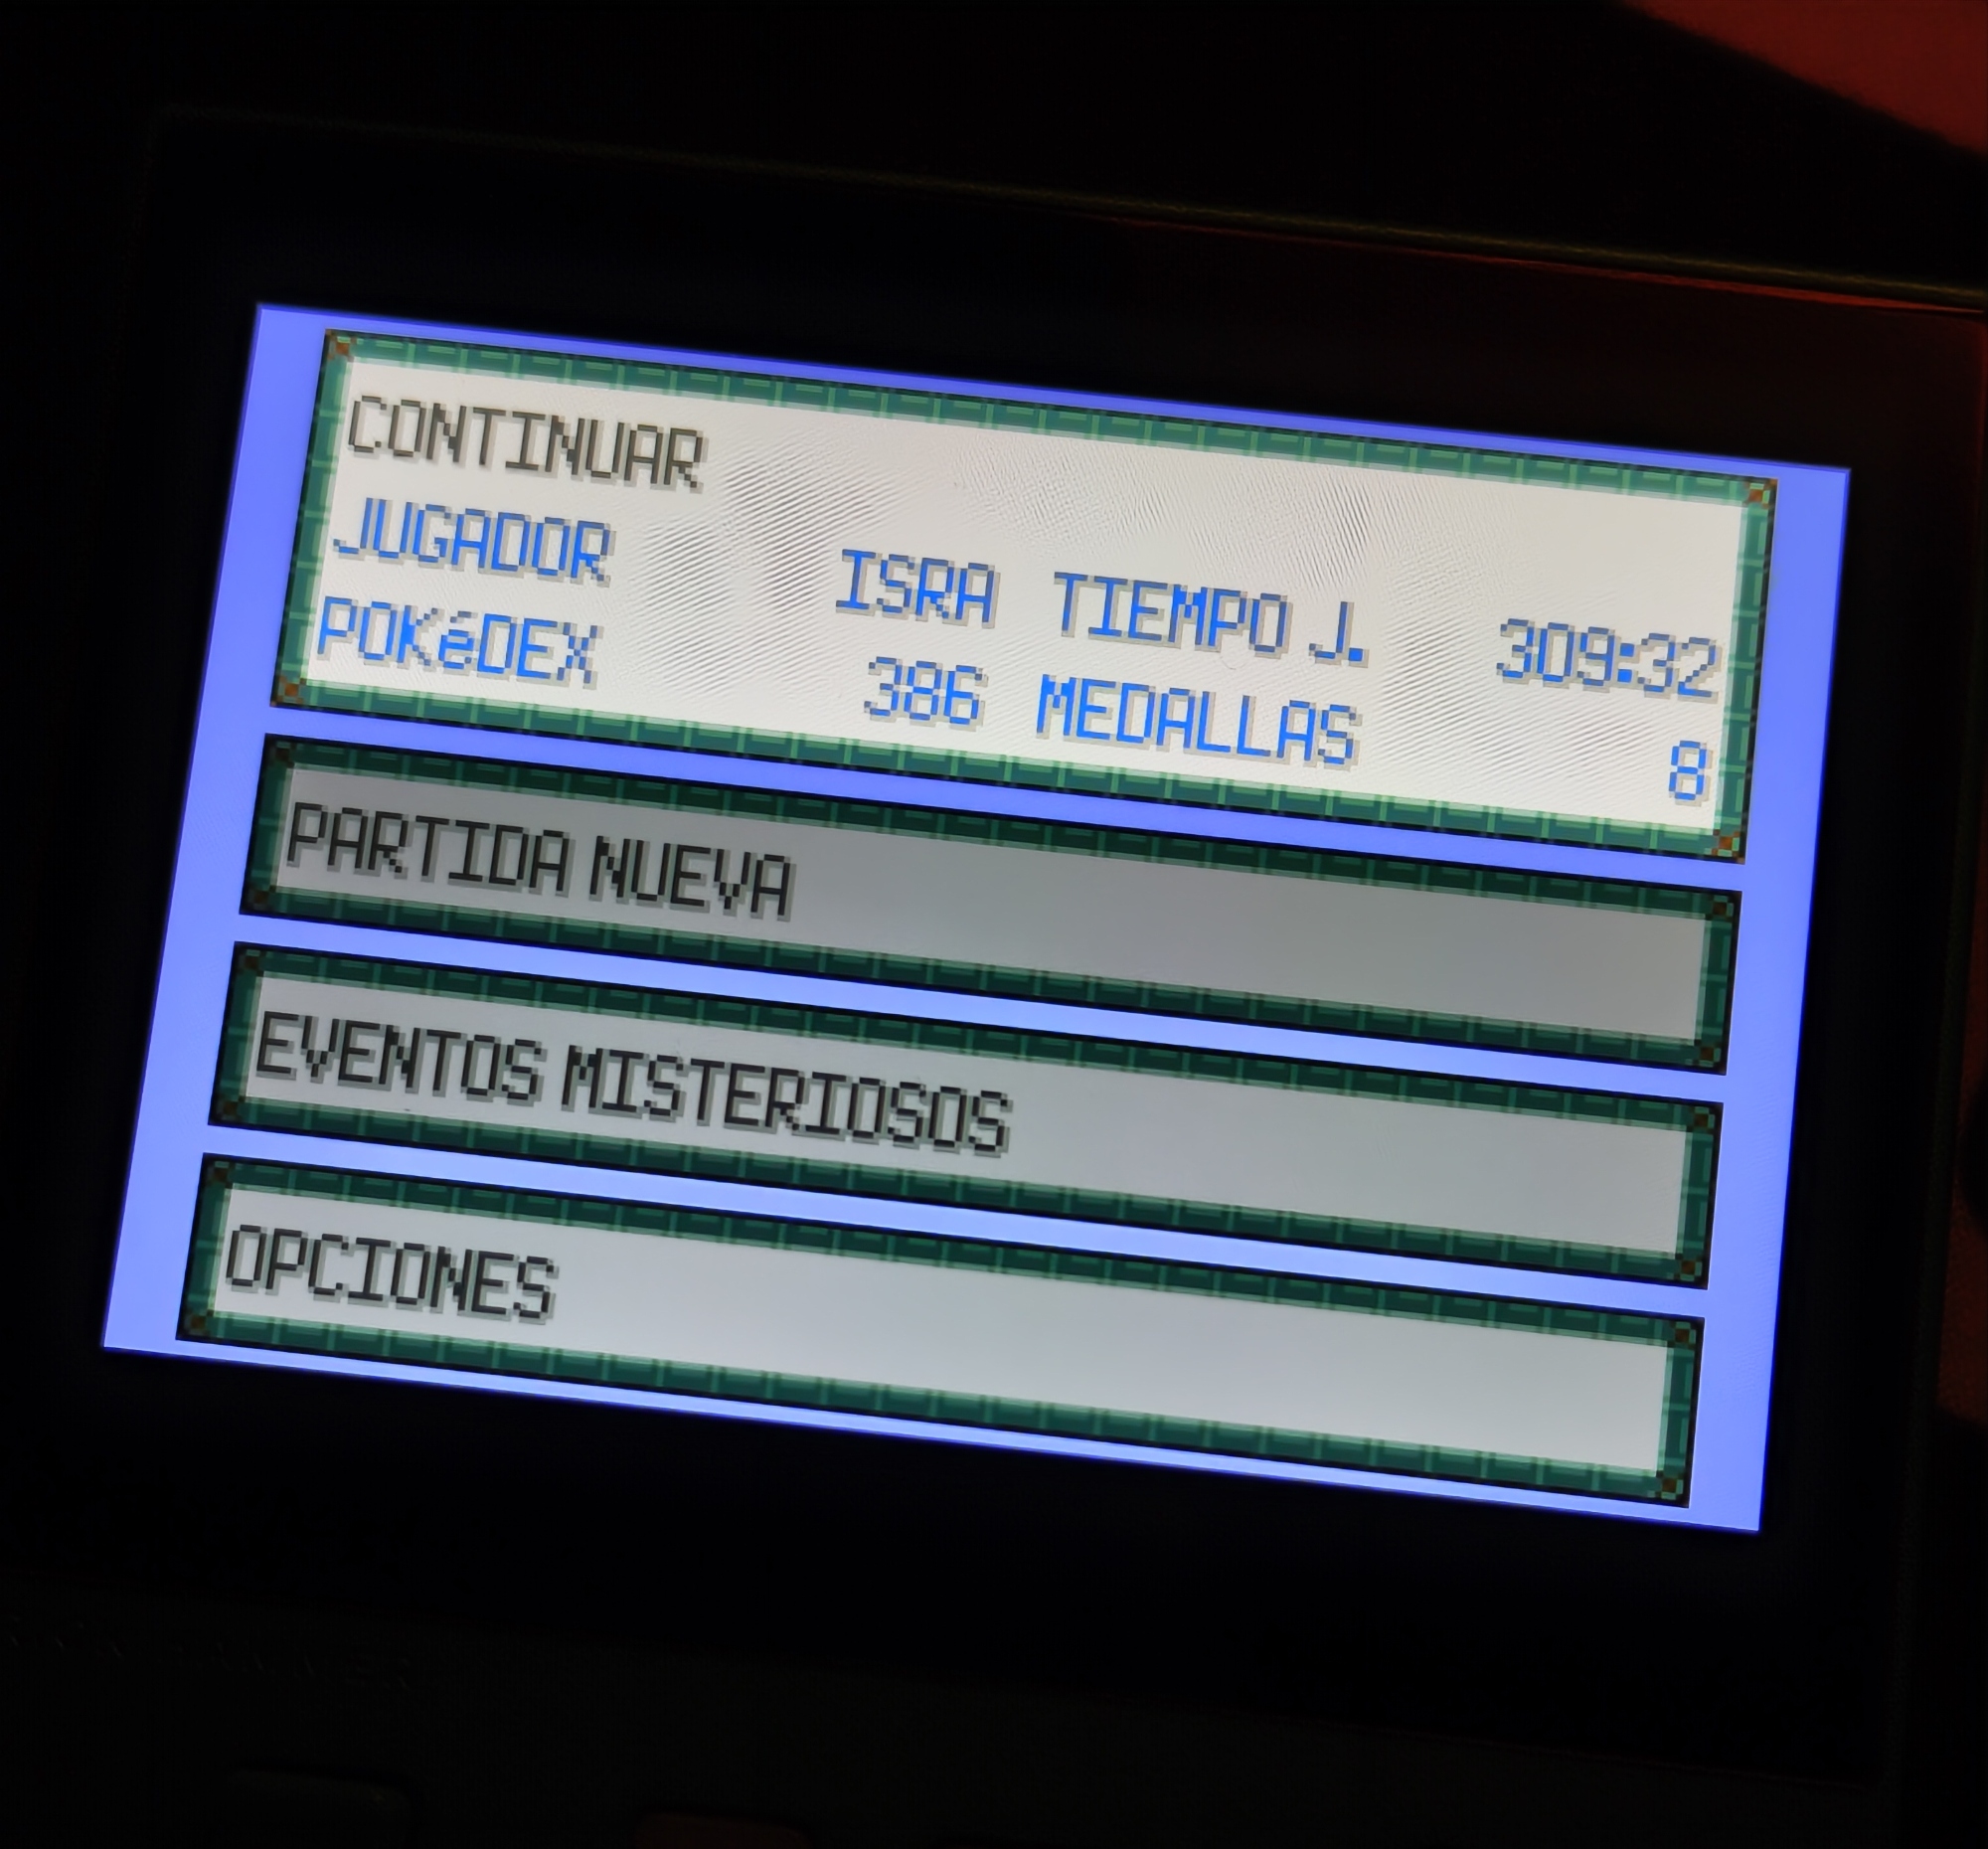 CONTINUAR
JUGADOR ISRA TIEMPO J. 309:32
POKéDEX 386 MEDALLAS 8
PARTIDA NUEVA
EVENTOS MISTERIOSOS
OPCIONES